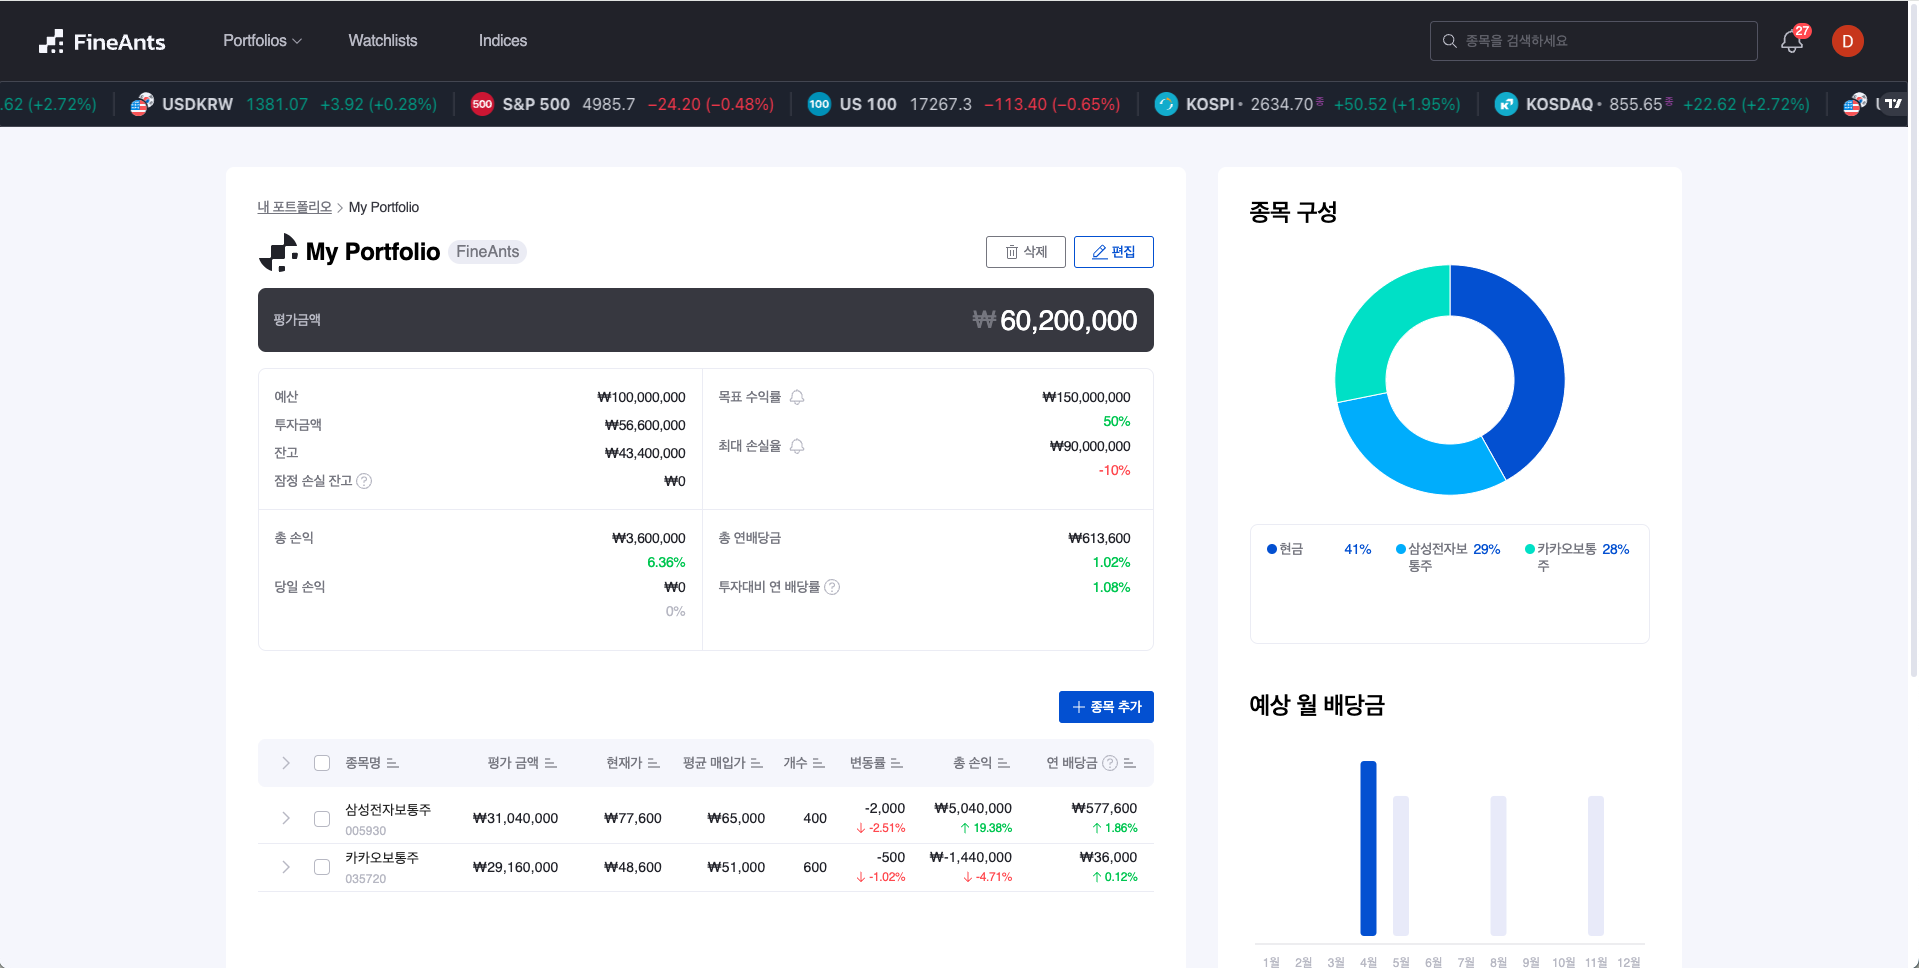 FineAnts
Portfolios
Watchlists
Indices
종목을 검색하세요
27
D
.62 (+2.72%)
USDKRW 1381.07 +3.92 (+0.28%)
500 S&P 500 4985.7 −24.20 (−0.48%)
100 US 100 17267.3 −113.40 (−0.65%)
KOSPI 2634.70 종 +50.52 (+1.95%)
KOSDAQ 855.65 종 +22.62 (+2.72%)
내 포트폴리오 > My Portfolio
My Portfolio FineAnts
삭제
편집
평가금액 ₩60,200,000
예산 ₩100,000,000
투자금액 ₩56,600,000
잔고 ₩43,400,000
잠정 손실 잔고 ? ₩0
목표 수익률 ₩150,000,000
50%
최대 손실율 ₩90,000,000
-10%
총 손익 ₩3,600,000
6.36%
당일 손익 ₩0
0%
총 연배당금 ₩613,600
1.02%
투자대비 연 배당률 ? 1.08%
+ 종목 추가
종목명 평가 금액 현재가 평균 매입가 개수 변동률 총 손익 연 배당금 ?
삼성전자보통주 ₩31,040,000 ₩77,600 ₩65,000 400 -2,000 ₩5,040,000 ₩577,600
005930 ↓ -2.51% ↑ 19.38% ↑ 1.86%
카카오보통주 ₩29,160,000 ₩48,600 ₩51,000 600 -500 ₩-1,440,000 ₩36,000
035720 ↓ -1.02% ↓ -4.71% ↑ 0.12%
종목 구성
현금 41%
삼성전자보 29%
통주
카카오보통 28%
주
예상 월 배당금
1월 2월 3월 4월 5월 6월 7월 8월 9월 10월 11월 12월